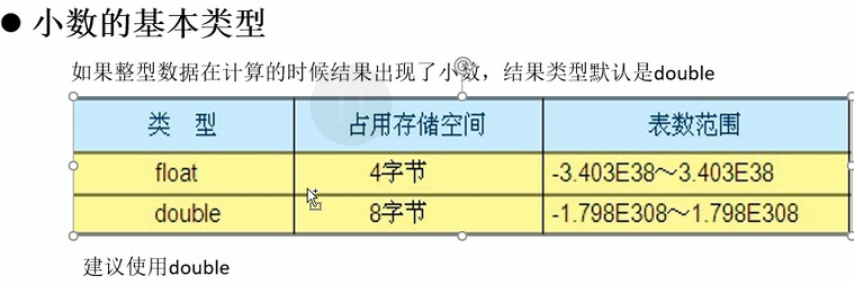 ● 小数的基本类型
如果整型数据在计算的时候结果出现了小数，结果类型默认是double
类 型 占用存储空间 表数范围
float 4字节 -3.403E38～3.403E38
double 8字节 -1.798E308～1.798E308
建议使用double